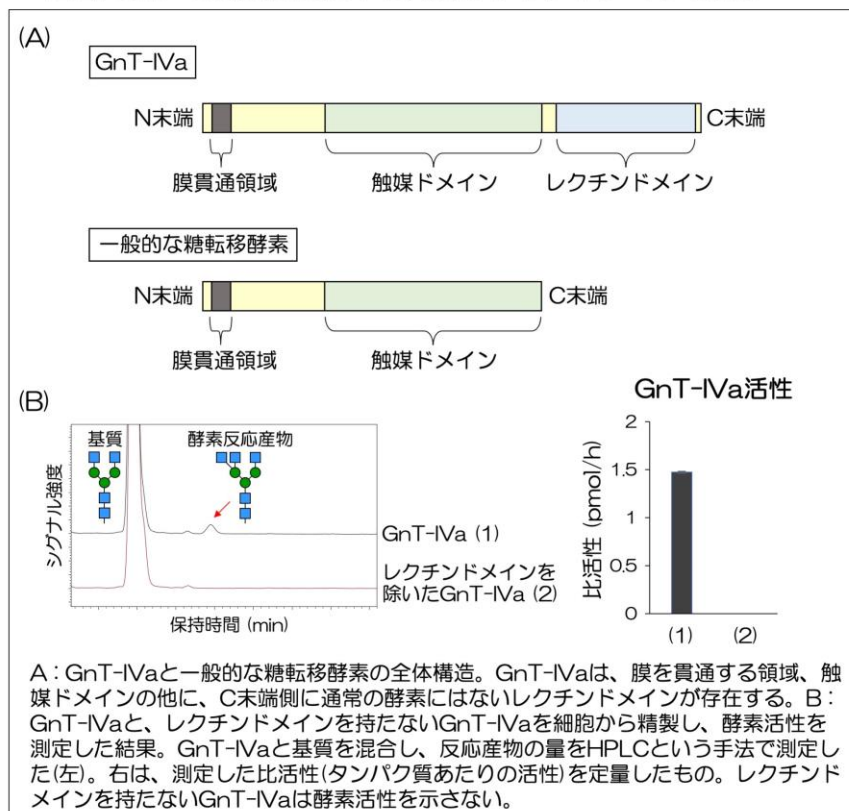 (A)
GnT-IVa
N末端
C末端
膜貫通領域
触媒ドメイン
レクチンドメイン
一般的な糖転移酵素
N末端
C末端
膜貫通領域
触媒ドメイン
(B)
基質
酵素反応産物
シグナル強度
GnT-IVa (1)
レクチンドメインを
除いたGnT-IVa (2)
保持時間 (min)
GnT-IVa活性
比活性 (pmol/h)
2
1.5
1
0.5
0
(1)
(2)
A：GnT-IVaと一般的な糖転移酵素の全体構造。GnT-IVaは、膜を貫通する領域、触
媒ドメインの他に、C末端側に通常の酵素にはないレクチンドメインが存在する。B：
GnT-IVaと、レクチンドメインを持たないGnT-IVaを細胞から精製し、酵素活性を
測定した結果。GnT-IVaと基質を混合し、反応産物の量をHPLCという手法で測定し
た(左)。右は、測定した比活性(タンパク質あたりの活性)を定量したもの。レクチンド
メインを持たないGnT-IVaは酵素活性を示さない。